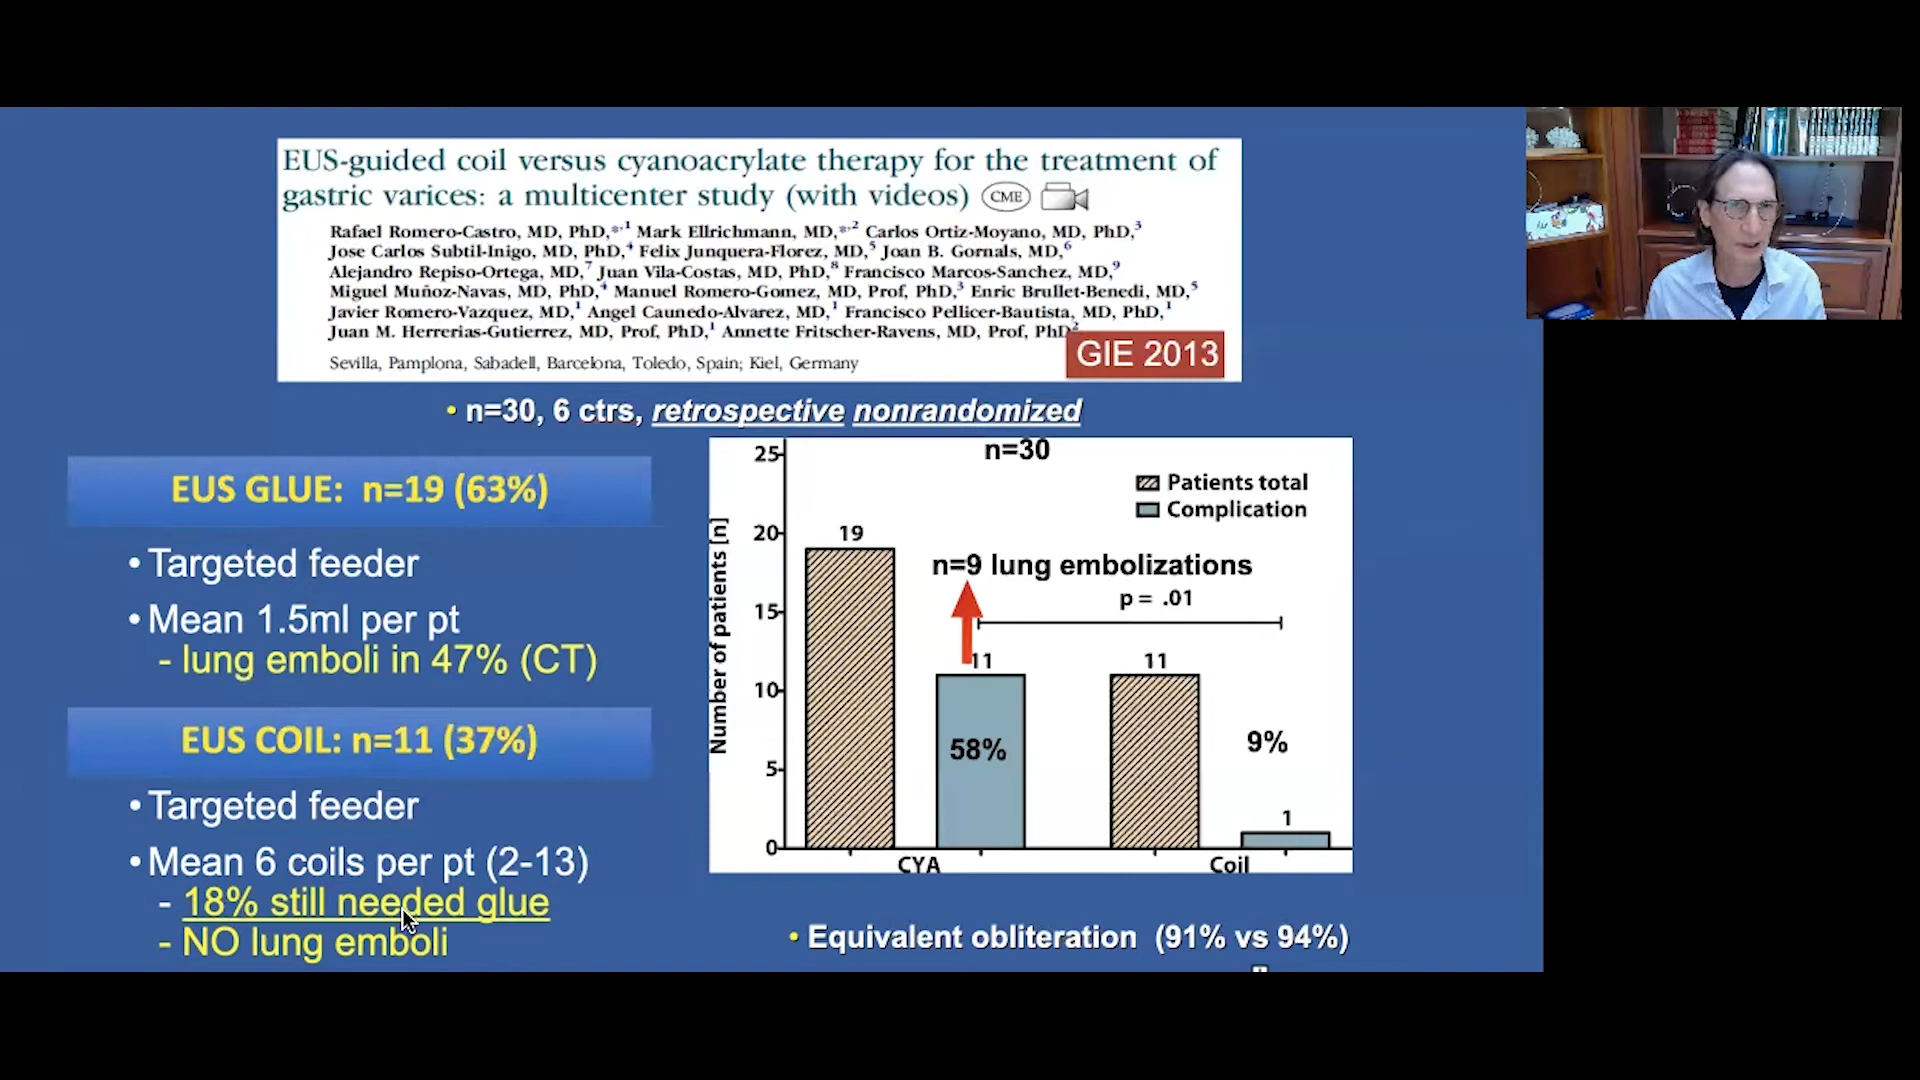 EUS-guided coil versus cyanoacrylate therapy for the treatment of
gastric varices: a multicenter study (with videos) CME
Rafael Romero-Castro, MD, PhD,*,1 Mark Ellrichmann, MD,*,2 Carlos Ortiz-Moyano, MD, PhD,3
Jose Carlos Subtil-Inigo, MD, PhD,4 Felix Junquera-Florez, MD,5 Joan B. Gornals, MD,6
Alejandro Repiso-Ortega, MD,7 Juan Vila-Costas, MD, PhD,8 Francisco Marcos-Sanchez, MD,9
Miguel Muñoz-Navas, MD, PhD,4 Manuel Romero-Gomez, MD, Prof, PhD,3 Enric Brullet-Benedi, MD,5
Javier Romero-Vazquez, MD,1 Angel Caunedo-Alvarez, MD,1 Francisco Pellicer-Bautista, MD, PhD,1
Juan M. Herrerias-Gutierrez, MD, Prof, PhD,1 Annette Fritscher-Ravens, MD, Prof, PhD2
Sevilla, Pamplona, Sabadell, Barcelona, Toledo, Spain; Kiel, Germany
GIE 2013
• n=30, 6 ctrs, retrospective nonrandomized
EUS GLUE: n=19 (63%)
• Targeted feeder
• Mean 1.5ml per pt
- lung emboli in 47% (CT)
EUS COIL: n=11 (37%)
• Targeted feeder
• Mean 6 coils per pt (2-13)
- 18% still needed glue
- NO lung emboli
n=30
Patients total
Complication
Number of patients [n]
25
20
15
10
5
0
19
n=9 lung embolizations
p = .01
11
11
58%
9%
1
CYA
Coil
• Equivalent obliteration (91% vs 94%)